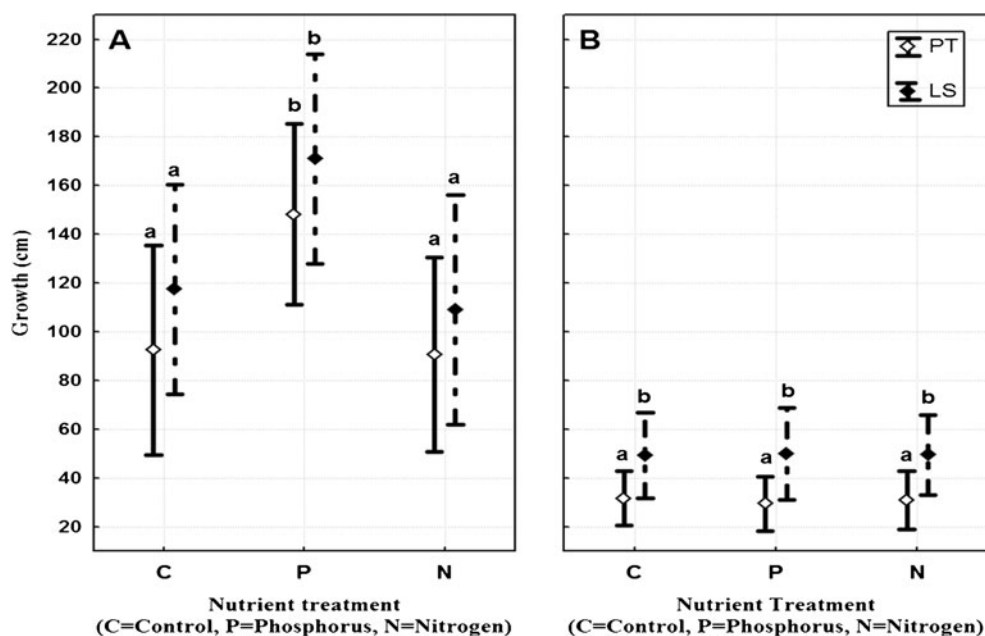 A
B
PT
LS
Growth (cm)
220
200
180
160
140
120
100
80
60
40
20
a
a
b
b
a
a
a
b
a
b
a
b
C
P
N
C
P
N
Nutrient treatment
(C=Control, P=Phosphorus, N=Nitrogen)
Nutrient Treatment
(C=Control, P=Phosphorus, N=Nitrogen)